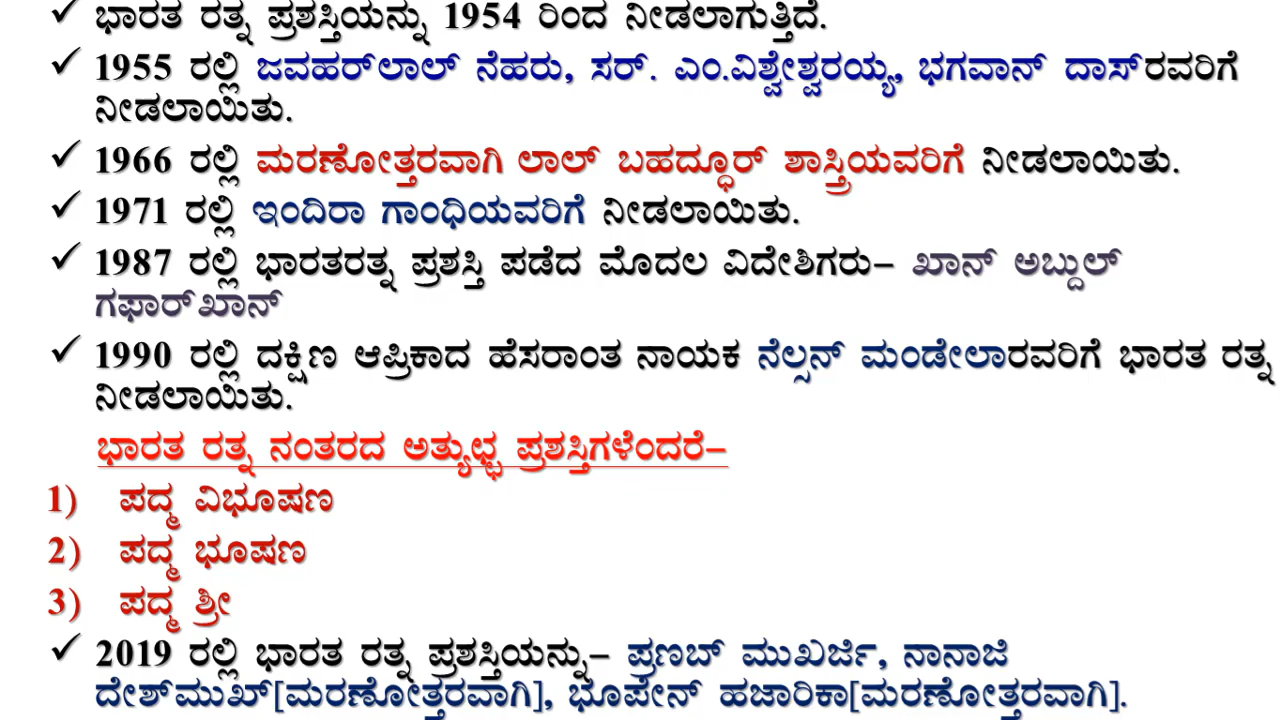 ✓ ಭಾರತ ರತ್ನ ಪ್ರಶಸ್ತಿಯನ್ನು 1954 ರಿಂದ ನೀಡಲಾಗುತ್ತಿದೆ.
✓ 1955 ರಲ್ಲಿ ಜವಹರ್‌ಲಾಲ್ ನೆಹರು, ಸರ್. ಎಂ.ವಿಶ್ವೇಶ್ವರಯ್ಯ, ಭಗವಾನ್ ದಾಸ್‌ರವರಿಗೆ
ನೀಡಲಾಯಿತು.
✓ 1966 ರಲ್ಲಿ ಮರಣೋತ್ತರವಾಗಿ ಲಾಲ್ ಬಹದ್ಧೂರ್ ಶಾಸ್ತ್ರಿಯವರಿಗೆ ನೀಡಲಾಯಿತು.
✓ 1971 ರಲ್ಲಿ ಇಂದಿರಾ ಗಾಂಧಿಯವರಿಗೆ ನೀಡಲಾಯಿತು.
✓ 1987 ರಲ್ಲಿ ಭಾರತರತ್ನ ಪ್ರಶಸ್ತಿ ಪಡೆದ ಮೊದಲ ವಿದೇಶಿಗರು– ಖಾನ್ ಅಬ್ದುಲ್
ಗಫಾರ್‌ಖಾನ್
✓ 1990 ರಲ್ಲಿ ದಕ್ಷಿಣ ಆಪ್ರಿಕಾದ ಹೆಸರಾಂತ ನಾಯಕ ನೆಲ್ಸನ್ ಮಂಡೇಲಾರವರಿಗೆ ಭಾರತ ರತ್ನ
ನೀಡಲಾಯಿತು.
ಭಾರತ ರತ್ನ ನಂತರದ ಅತ್ಯುಛ್ಛ ಪ್ರಶಸ್ತಿಗಳೆಂದರೆ–
1) ಪದ್ಮ ವಿಭೂಷಣ
2) ಪದ್ಮ ಭೂಷಣ
3) ಪದ್ಮ ಶ್ರೀ
✓ 2019 ರಲ್ಲಿ ಭಾರತ ರತ್ನ ಪ್ರಶಸ್ತಿಯನ್ನು– ಪ್ರಣಬ್ ಮುಖರ್ಜಿ, ನಾನಾಜಿ
ದೇಶ್‌ಮುಖ್[ಮರಣೋತ್ತರವಾಗಿ], ಭೂಪೇನ್ ಹಜಾರಿಕಾ[ಮರಣೋತ್ತರವಾಗಿ].